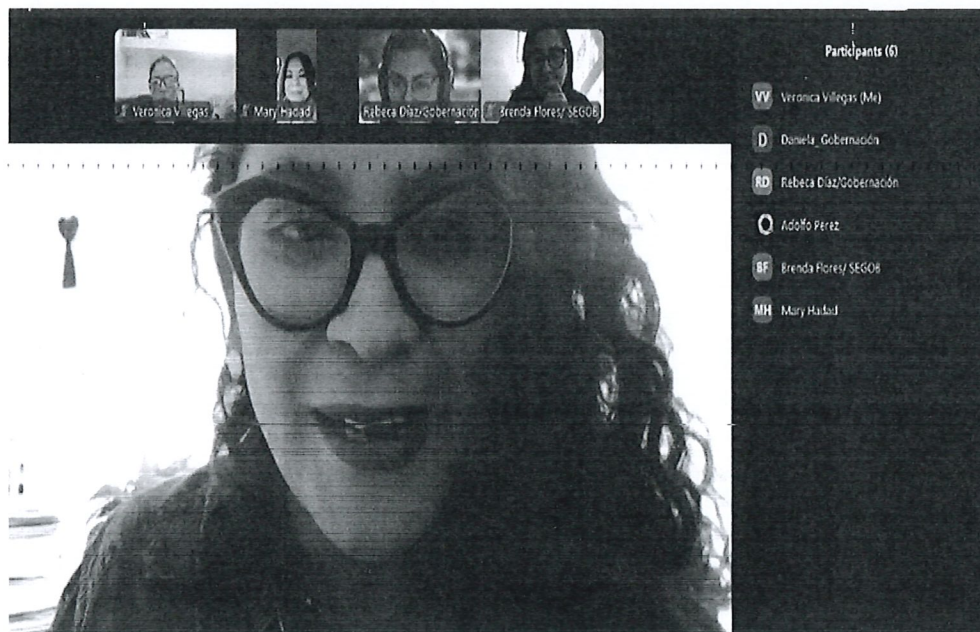 Veronica Villegas
Mary Hadad
Rebeca Díaz/Gobernación
Brenda Flores/ SEGOB
Participants (6)
VV Veronica Villegas (Me)
D Daniela_Gobernación
RD Rebeca Díaz/Gobernación
Adolfo Perez
BF Brenda Flores/ SEGOB
MH Mary Hadad